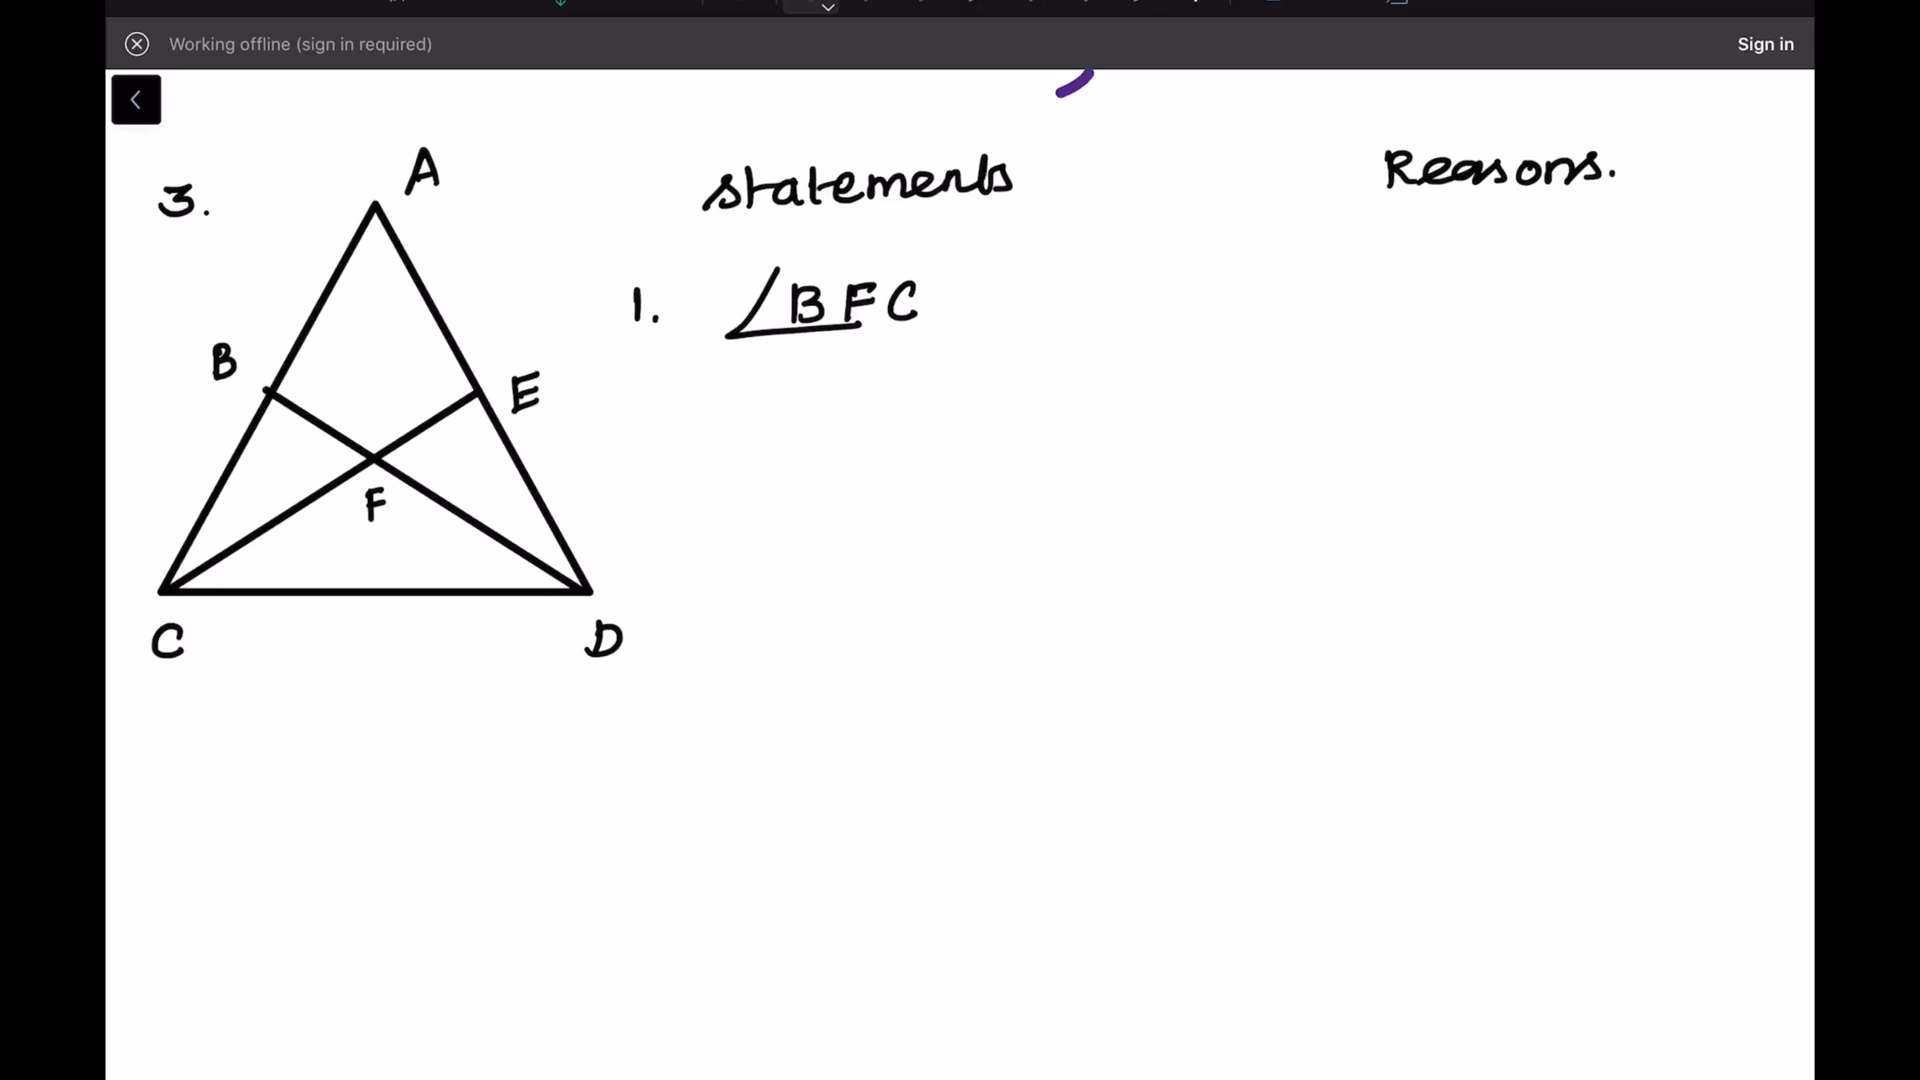 Working offline (sign in required)
Sign in
3.
A
statements
Reasons.
1. ∠BFC
B
E
F
C
D